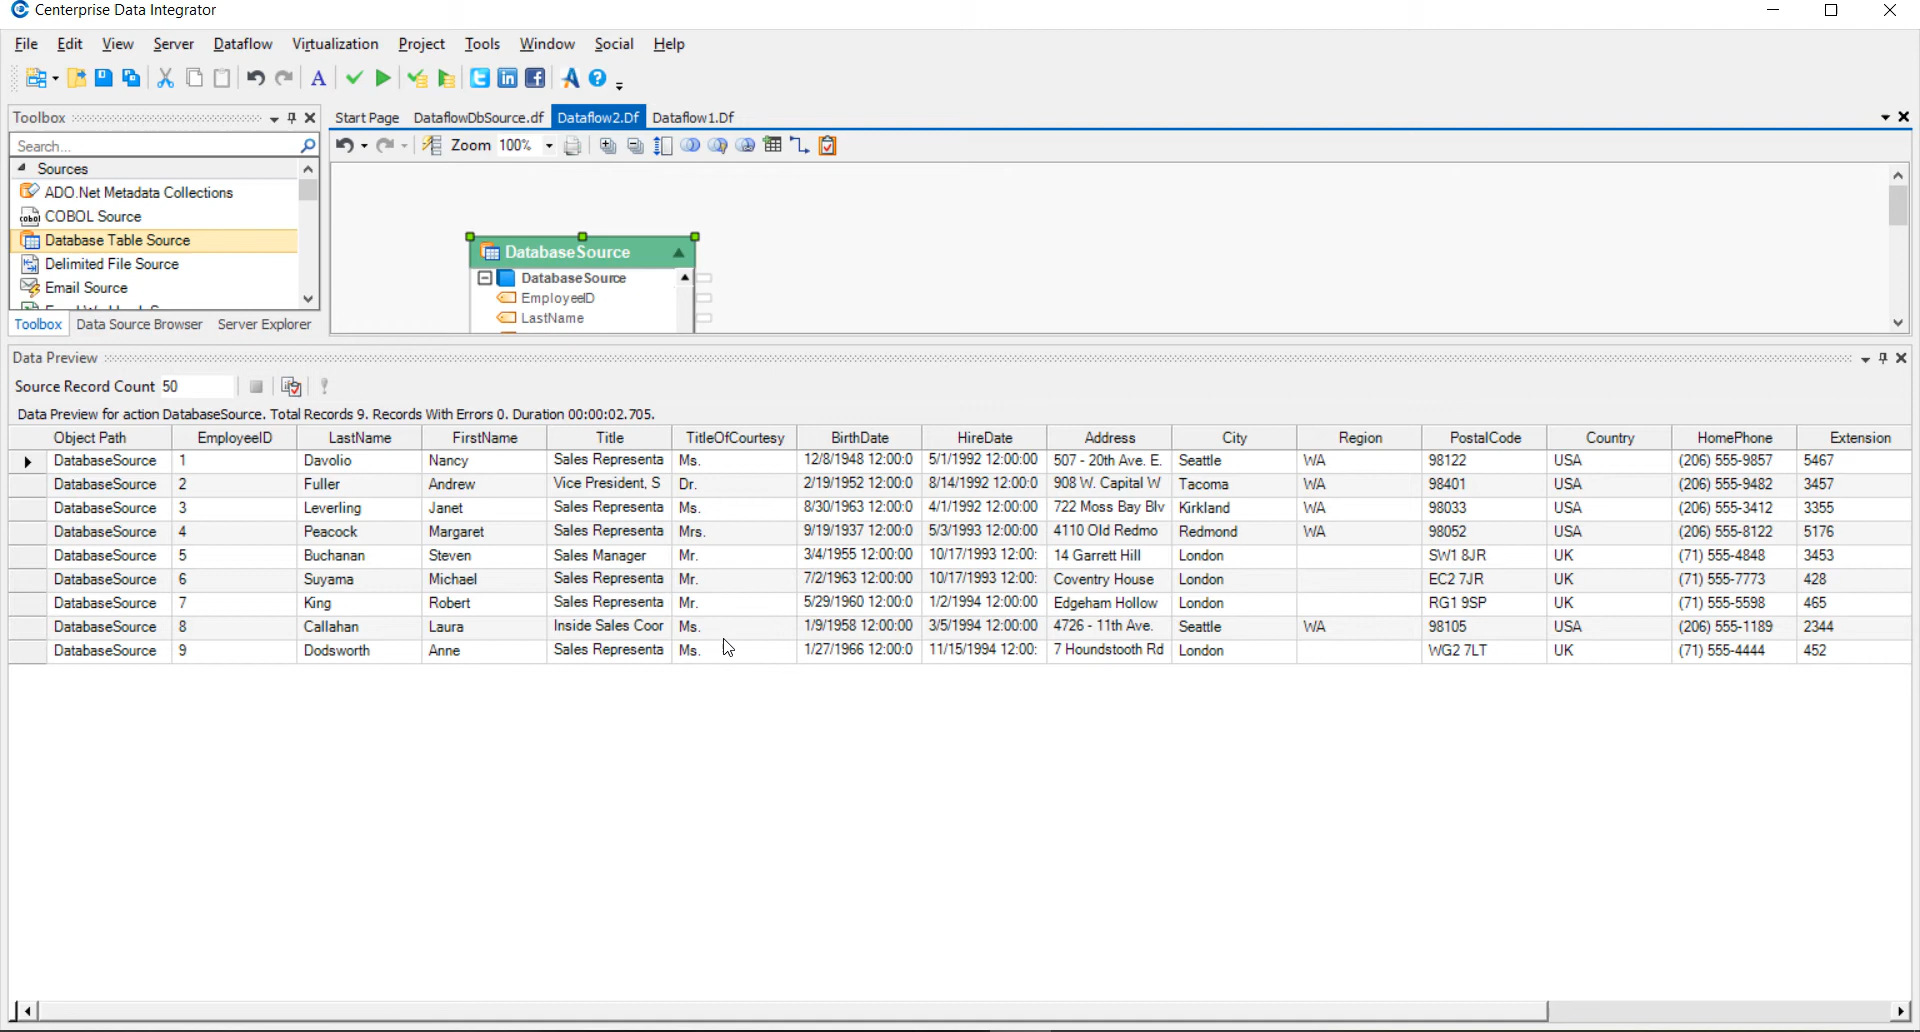 Centerprise Data Integrator
File Edit View Server Dataflow Virtualization Project Tools Window Social Help
Toolbox
Start Page DataflowDbSource.df Dataflow2.Df Dataflow1.Df
Search...
Zoom 100%
Sources
ADO.Net Metadata Collections
COBOL Source
Database Table Source
Delimited File Source
Email Source
Toolbox Data Source Browser Server Explorer
DatabaseSource
DatabaseSource
EmployeeID
LastName
Data Preview
Source Record Count 50
Data Preview for action DatabaseSource. Total Records 9. Records With Errors 0. Duration 00:00:02.705.
Object Path EmployeeID LastName FirstName Title TitleOfCourtesy BirthDate HireDate Address City Region PostalCode Country HomePhone Extension
DatabaseSource 1 Davolio Nancy Sales Representa Ms. 12/8/1948 12:00:0 5/1/1992 12:00:00 507 - 20th Ave. E. Seattle WA 98122 USA (206) 555-9857 5467
DatabaseSource 2 Fuller Andrew Vice President, S Dr. 2/19/1952 12:00:0 8/14/1992 12:00:0 908 W. Capital W Tacoma WA 98401 USA (206) 555-9482 3457
DatabaseSource 3 Leverling Janet Sales Representa Ms. 8/30/1963 12:00:0 4/1/1992 12:00:00 722 Moss Bay Blv Kirkland WA 98033 USA (206) 555-3412 3355
DatabaseSource 4 Peacock Margaret Sales Representa Mrs. 9/19/1937 12:00:0 5/3/1993 12:00:00 4110 Old Redmo Redmond WA 98052 USA (206) 555-8122 5176
DatabaseSource 5 Buchanan Steven Sales Manager Mr. 3/4/1955 12:00:00 10/17/1993 12:00: 14 Garrett Hill London SW1 8JR UK (71) 555-4848 3453
DatabaseSource 6 Suyama Michael Sales Representa Mr. 7/2/1963 12:00:00 10/17/1993 12:00: Coventry House London EC2 7JR UK (71) 555-7773 428
DatabaseSource 7 King Robert Sales Representa Mr. 5/29/1960 12:00:0 1/2/1994 12:00:00 Edgeham Hollow London RG1 9SP UK (71) 555-5598 465
DatabaseSource 8 Callahan Laura Inside Sales Coor Ms. 1/9/1958 12:00:00 3/5/1994 12:00:00 4726 - 11th Ave. Seattle WA 98105 USA (206) 555-1189 2344
DatabaseSource 9 Dodsworth Anne Sales Representa Ms. 1/27/1966 12:00:0 11/15/1994 12:00: 7 Houndstooth Rd London WG2 7LT UK (71) 555-4444 452